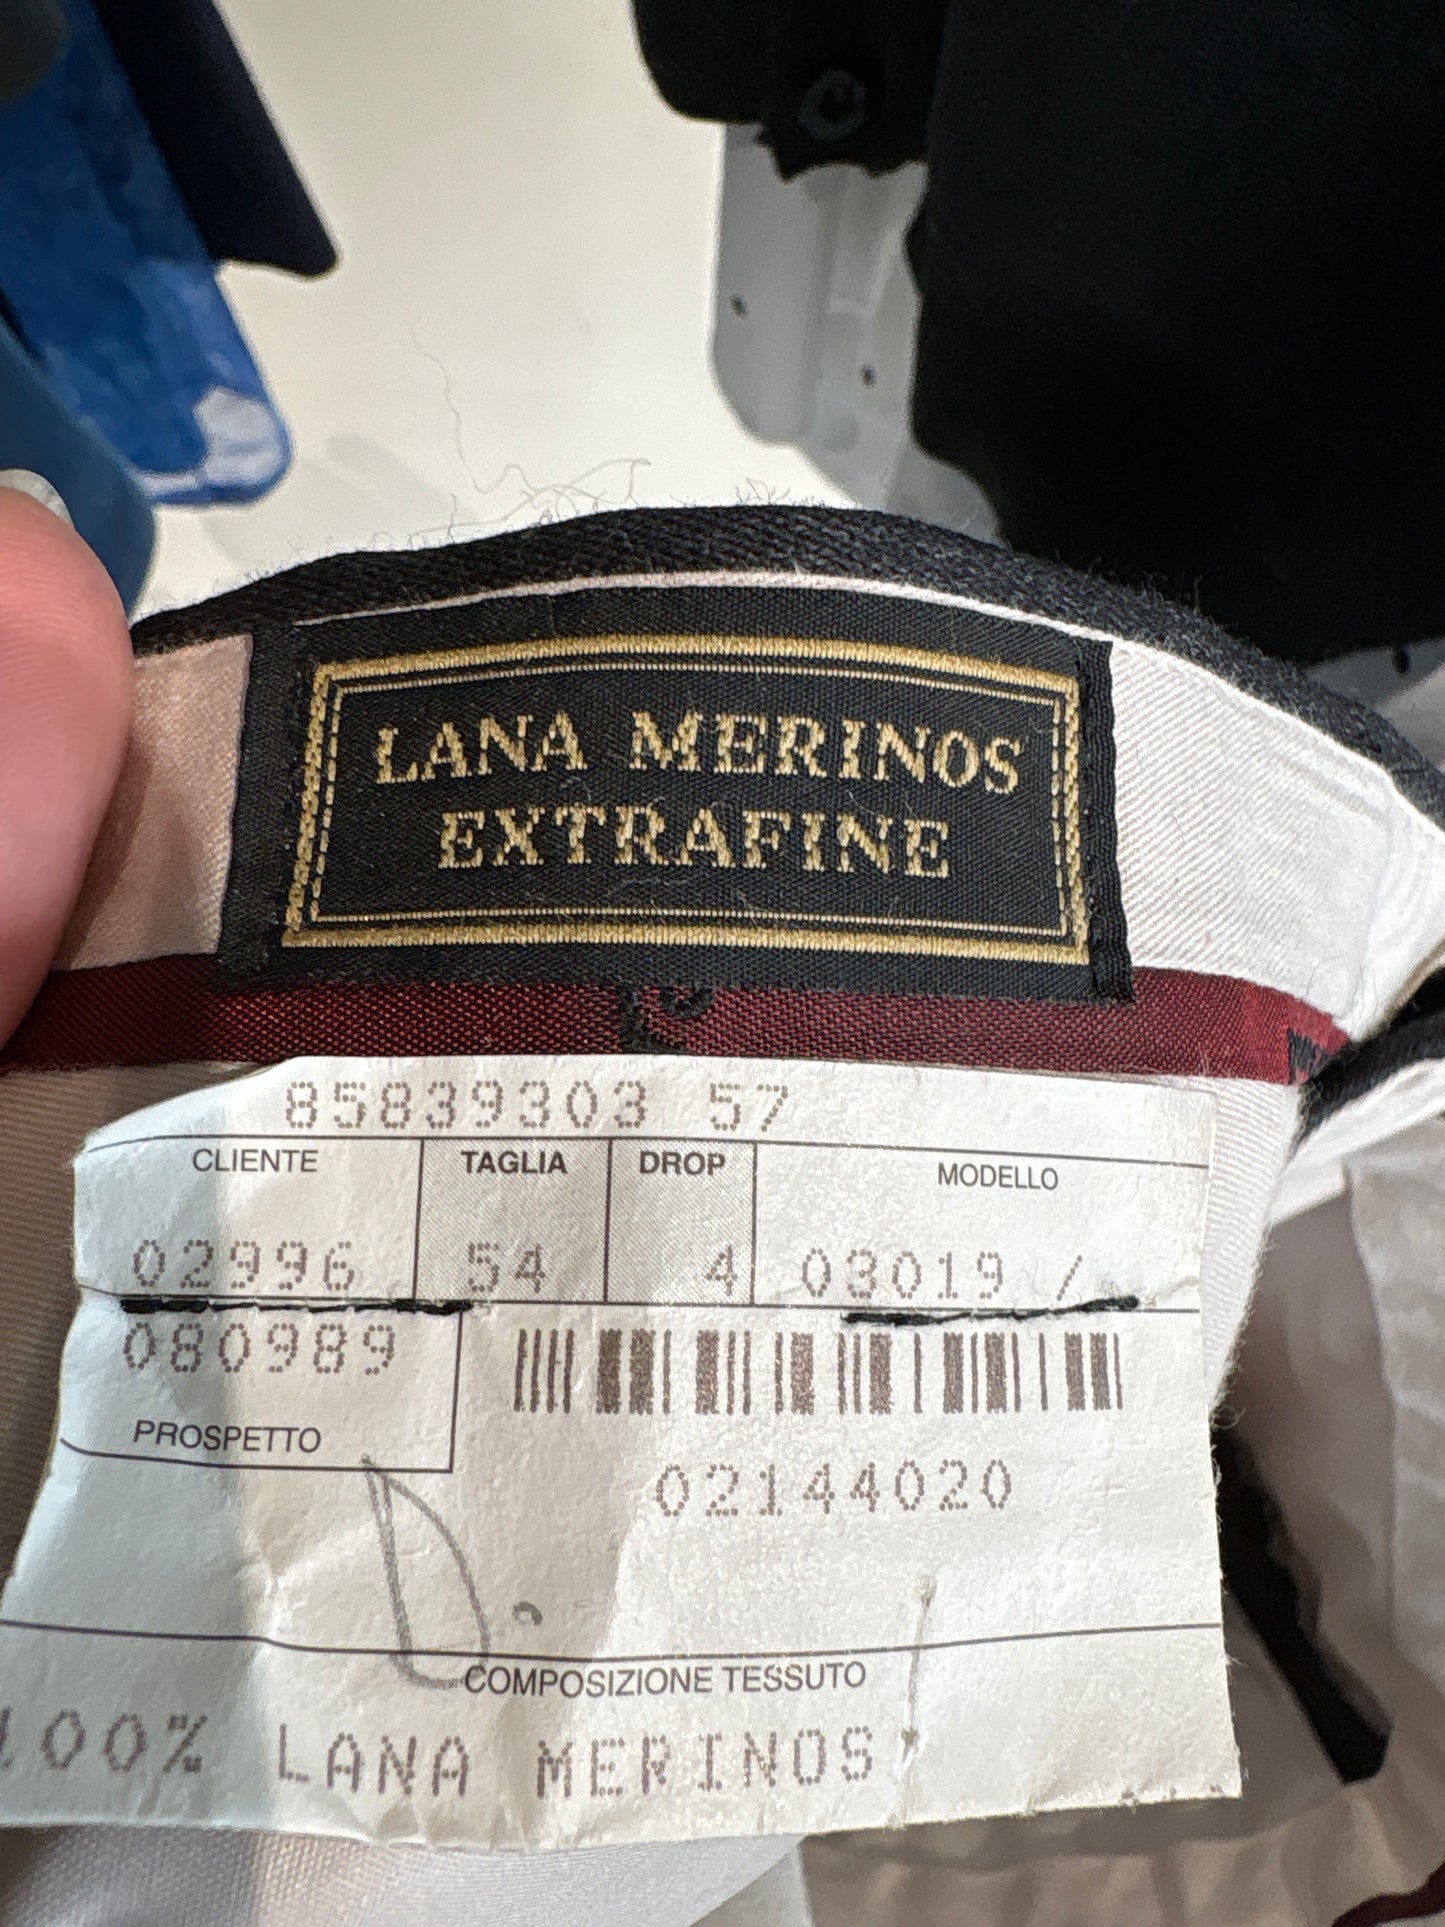 LANA MERINOS
EXTRAFINE
85839303 57
CLIENTE TAGLIA DROP MODELLO
02996 54 4 03019 /
080989
PROSPETTO
02144020
COMPOSIZIONE TESSUTO
100% LANA MERINOS